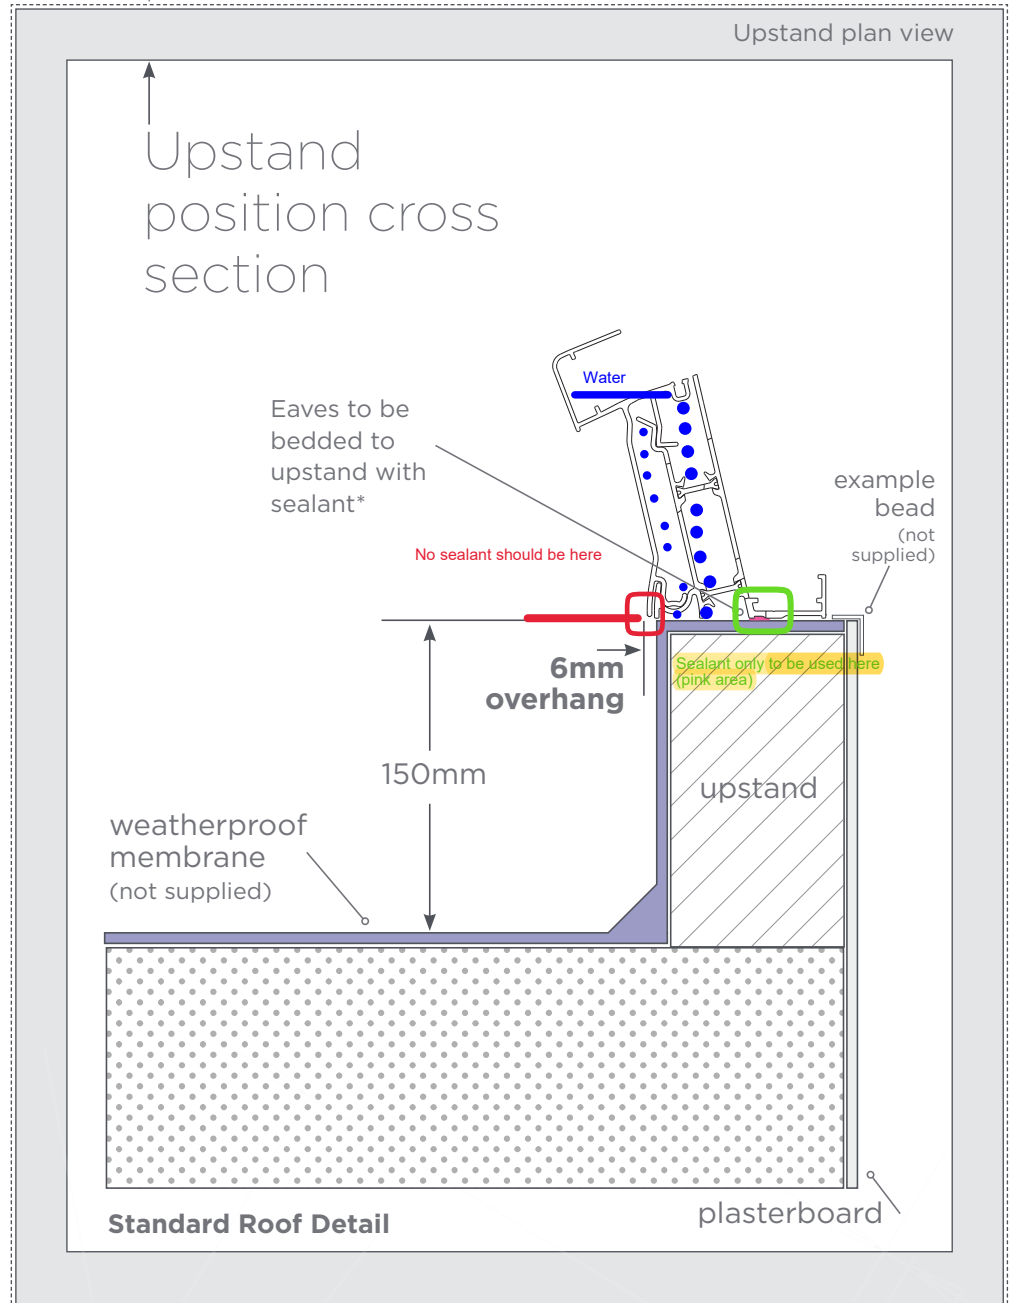 Upstand plan view
Upstand
position cross
section
Water
Eaves to be
bedded to
upstand with
sealant*
example
bead
(not
supplied)
No sealant should be here
6mm
overhang
Sealant only to be used here
(pink area)
150mm
upstand
weatherproof
membrane
(not supplied)
plasterboard
Standard Roof Detail